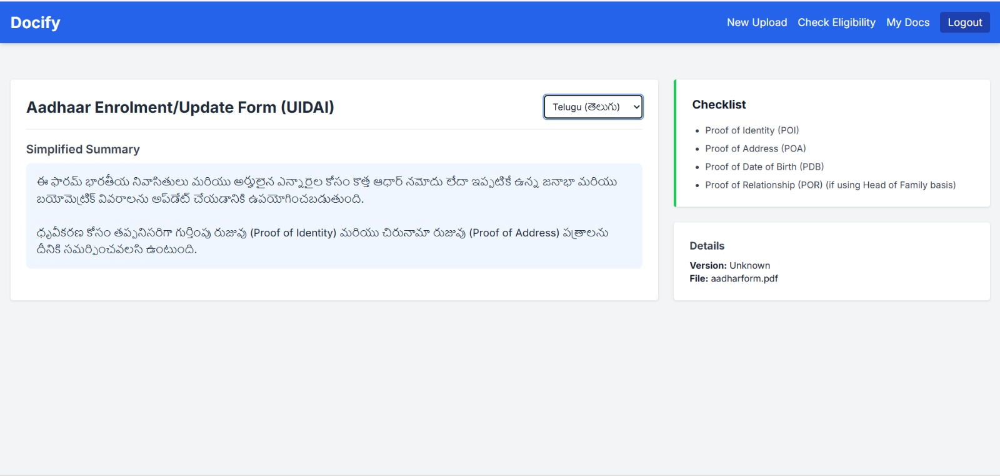 Docify
New Upload Check Eligibility My Docs Logout
Aadhaar Enrolment/Update Form (UIDAI)
Telugu (తెలుగు)
Simplified Summary
ఈ ఫారమ్ భారతీయ నివాసితులు మరియు అర్హులైన ఎన్నారైల కోసం కొత్త ఆధార్ నమోదు లేదా ఇప్పటికే ఉన్న జనాభా మరియు
బయోమెట్రిక్ వివరాలను అప్‌డేట్ చేయడానికి ఉపయోగించబడుతుంది.
ధృవీకరణ కోసం తప్పనిసరిగా గుర్తింపు రుజువు (Proof of Identity) మరియు చిరునామా రుజువు (Proof of Address) పత్రాలను
దీనికి సమర్పించవలసి ఉంటుంది.
Checklist
• Proof of Identity (POI)
• Proof of Address (POA)
• Proof of Date of Birth (PDB)
• Proof of Relationship (POR) (if using Head of Family basis)
Details
Version: Unknown
File: aadharform.pdf